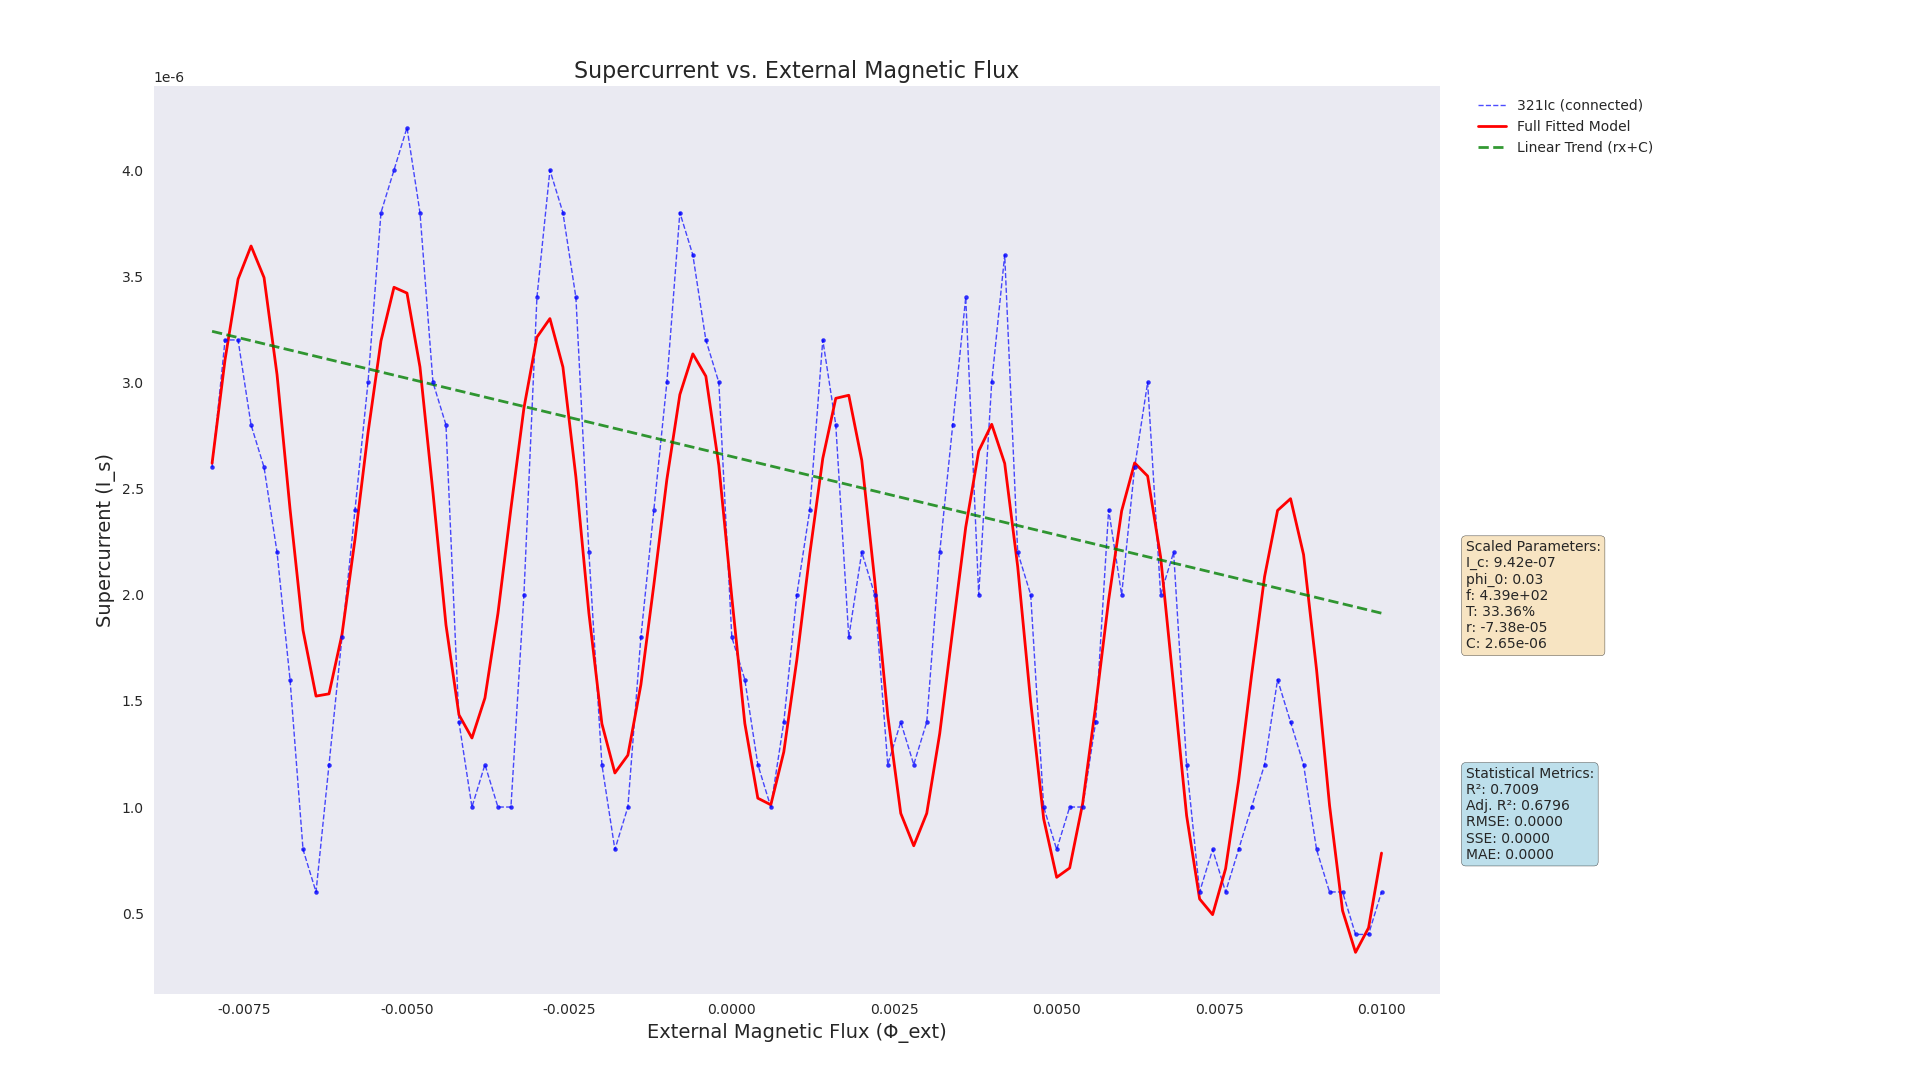 Supercurrent vs. External Magnetic Flux
1e-6
321Ic (connected)
Full Fitted Model
Linear Trend (rx+C)
4.0
3.5
3.0
2.5
2.0
1.5
1.0
0.5
Supercurrent (I_s)
Scaled Parameters:
I_c: 9.42e-07
phi_0: 0.03
f: 4.39e+02
T: 33.36%
r: -7.38e-05
C: 2.65e-06
Statistical Metrics:
R²: 0.7009
Adj. R²: 0.6796
RMSE: 0.0000
SSE: 0.0000
MAE: 0.0000
-0.0075 -0.0050 -0.0025 0.0000 0.0025 0.0050 0.0075 0.0100
External Magnetic Flux (Φ_ext)